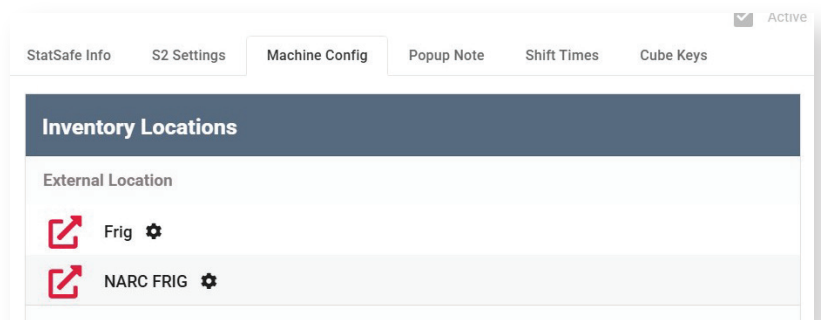 Active
StatSafe Info S2 Settings Machine Config Popup Note Shift Times Cube Keys
Inventory Locations
External Location
Frig
NARC FRIG